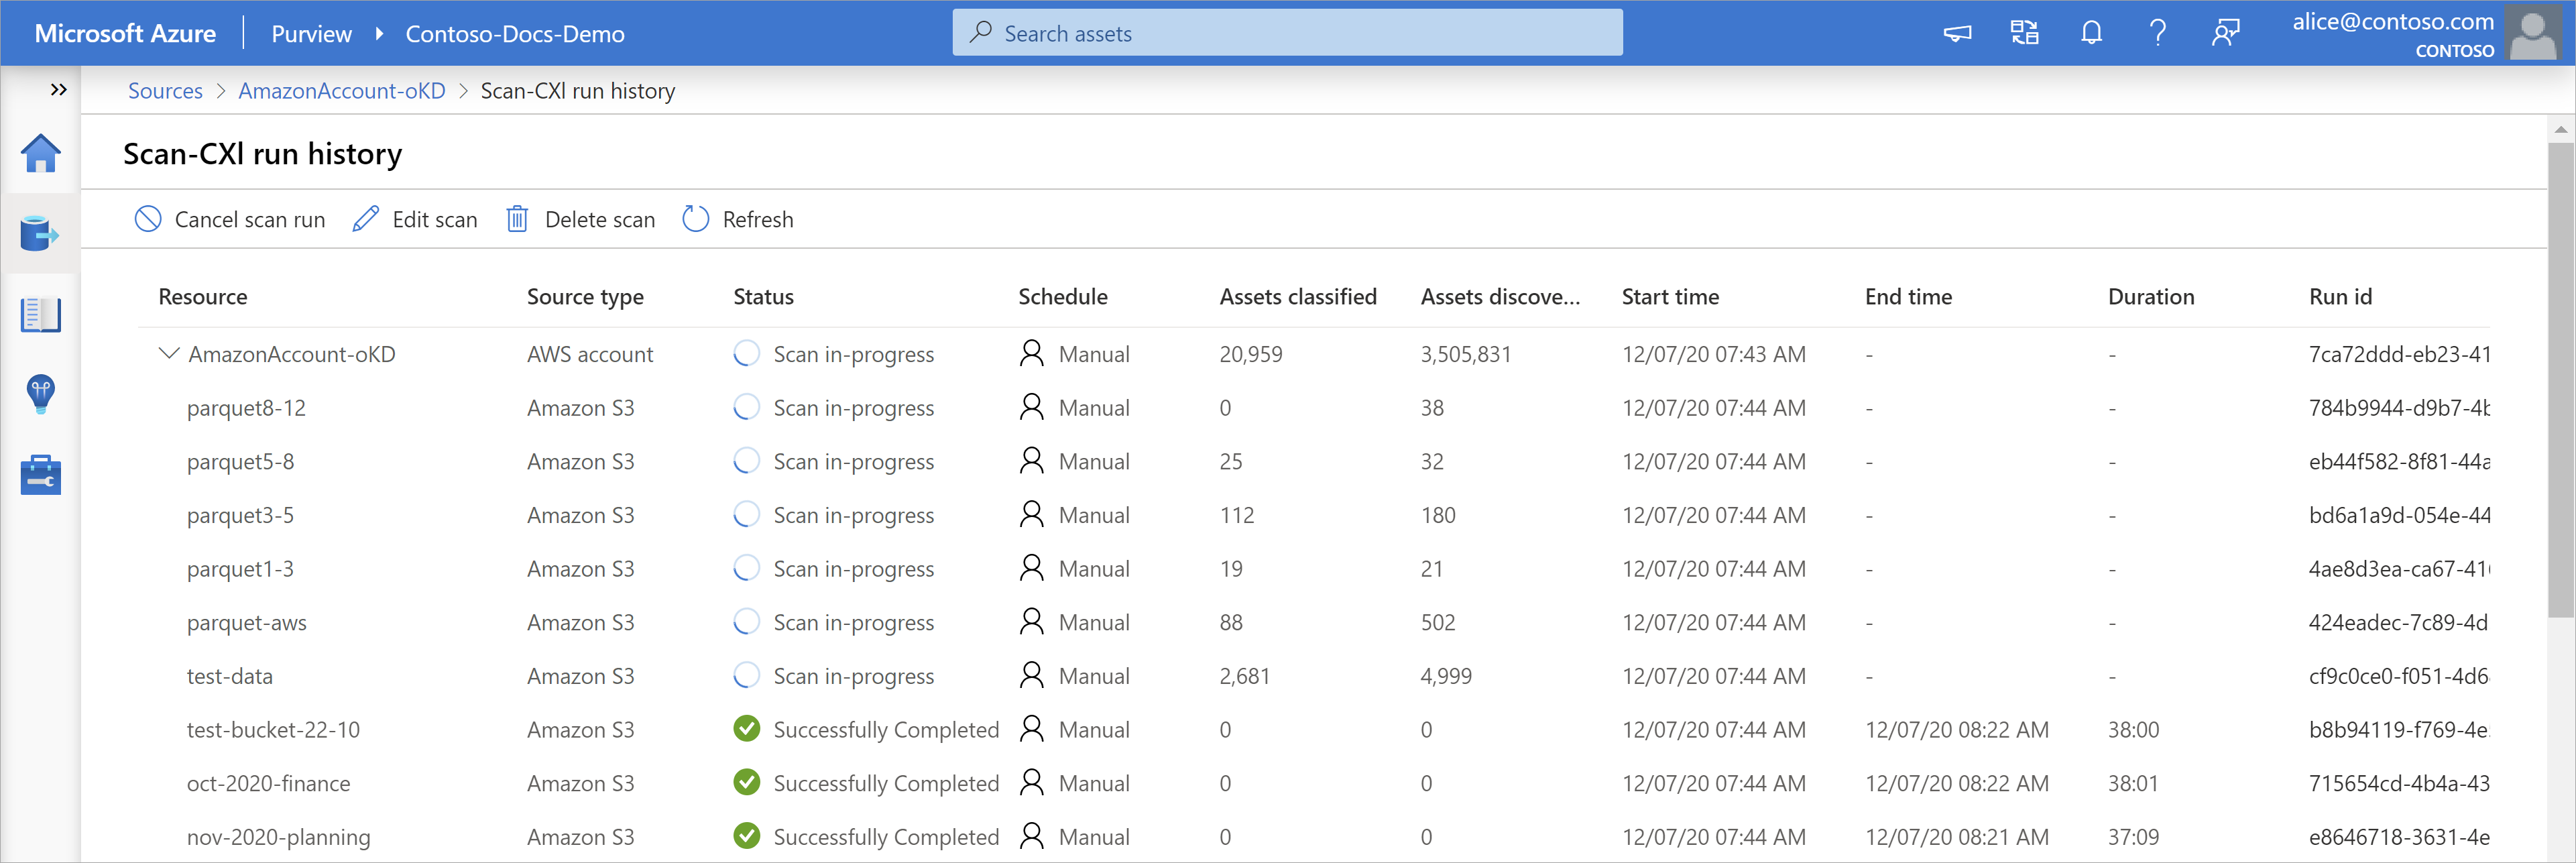 Microsoft Azure Purview Contoso-Docs-Demo Search assets alice@contoso.com
CONTOSO
Sources > AmazonAccount-oKD > Scan-CXl run history
Scan-CXl run history
Cancel scan run Edit scan Delete scan Refresh
Resource Source type Status Schedule Assets classified Assets discove... Start time End time Duration Run id
AmazonAccount-oKD AWS account Scan in-progress Manual 20,959 3,505,831 12/07/20 07:43 AM - - 7ca72ddd-eb23-41
parquet8-12 Amazon S3 Scan in-progress Manual 0 38 12/07/20 07:44 AM - - 784b9944-d9b7-4b
parquet5-8 Amazon S3 Scan in-progress Manual 25 32 12/07/20 07:44 AM - - eb44f582-8f81-44a
parquet3-5 Amazon S3 Scan in-progress Manual 112 180 12/07/20 07:44 AM - - bd6a1a9d-054e-44
parquet1-3 Amazon S3 Scan in-progress Manual 19 21 12/07/20 07:44 AM - - 4ae8d3ea-ca67-41
parquet-aws Amazon S3 Scan in-progress Manual 88 502 12/07/20 07:44 AM - - 424eadec-7c89-4d
test-data Amazon S3 Scan in-progress Manual 2,681 4,999 12/07/20 07:44 AM - - cf9c0ce0-f051-4d6
test-bucket-22-10 Amazon S3 Successfully Completed Manual 0 0 12/07/20 07:44 AM 12/07/20 08:22 AM 38:00 b8b94119-f769-4e
oct-2020-finance Amazon S3 Successfully Completed Manual 0 0 12/07/20 07:44 AM 12/07/20 08:22 AM 38:01 715654cd-4b4a-43
nov-2020-planning Amazon S3 Successfully Completed Manual 0 0 12/07/20 07:44 AM 12/07/20 08:21 AM 37:09 e8646718-3631-4e